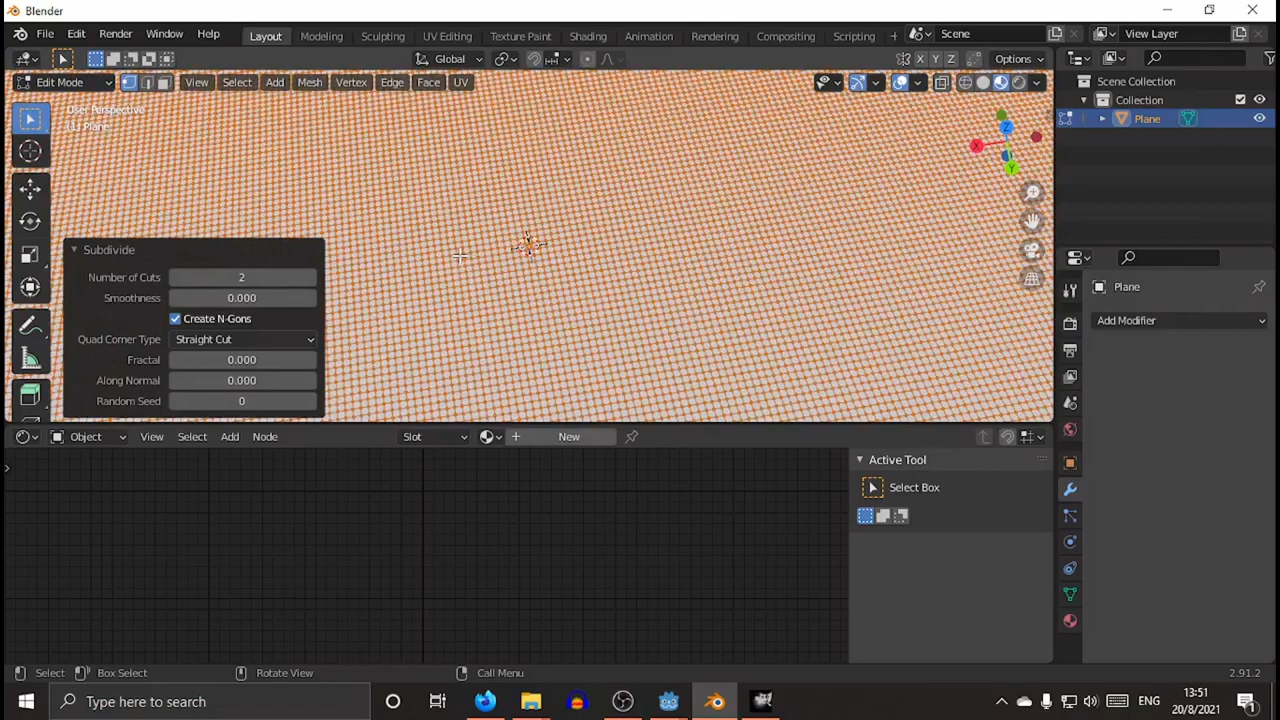 Blender
File Edit Render Window Help Layout Modeling Sculpting UV Editing Texture Paint Shading Animation Rendering Compositing Scripting + Scene View Layer
Global X Y Z Options
Edit Mode View Select Add Mesh Vertex Edge Face UV
User Perspective
(1) Plane
Z
X
Y
Scene Collection
Collection
Plane
Subdivide
Number of Cuts 2
Smoothness 0.000
Create N-Gons
Quad Corner Type Straight Cut
Fractal 0.000
Along Normal 0.000
Random Seed 0
Plane
Add Modifier
Object View Select Add Node Slot + New
Active Tool
Select Box
Select Box Select Rotate View Call Menu 2.91.2
Type here to search
ENG
13:51
20/8/2021
1